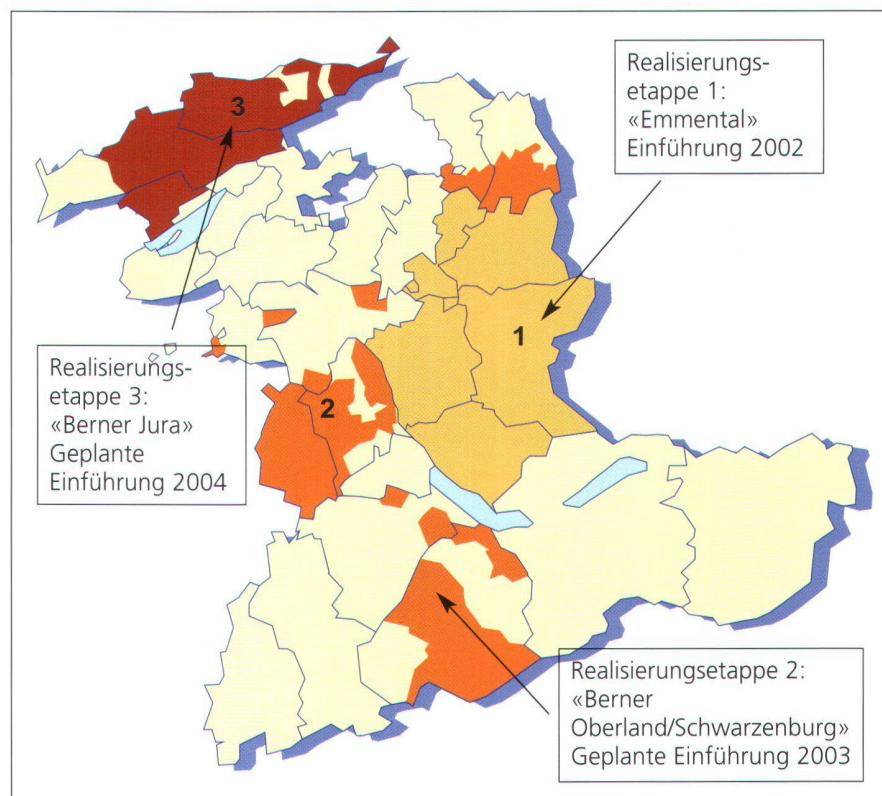 Realisierungs-
etappe 1:
«Emmental»
Einführung 2002
3
1
Realisierungs-
etappe 3:
«Berner Jura»
Geplante
Einführung 2004
2
Realisierungsetappe 2:
«Berner
Oberland/Schwarzenburg»
Geplante Einführung 2003